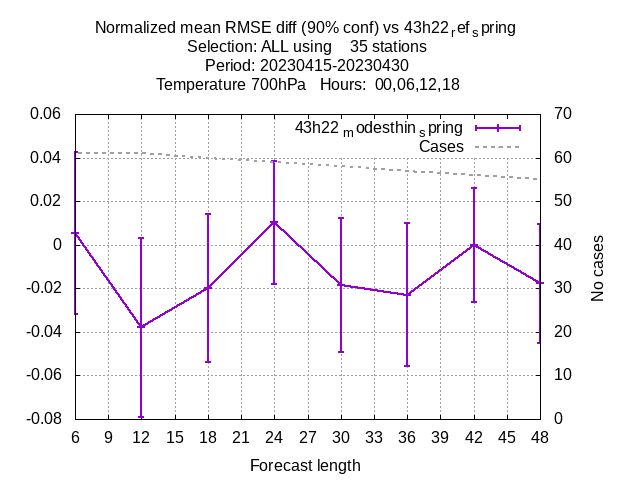 Normalized mean RMSE diff (90% conf) vs 43h22ref spring
Selection: ALL using 35 stations
Period: 20230415-20230430
Temperature 700hPa Hours: 00,06,12,18
43h22modesthinspring
Cases
0.06
0.04
0.02
0
-0.02
-0.04
-0.06
-0.08
70
60
50
40
30
20
10
0
No cases
6 9 12 15 18 21 24 27 30 33 36 39 42 45 48
Forecast length